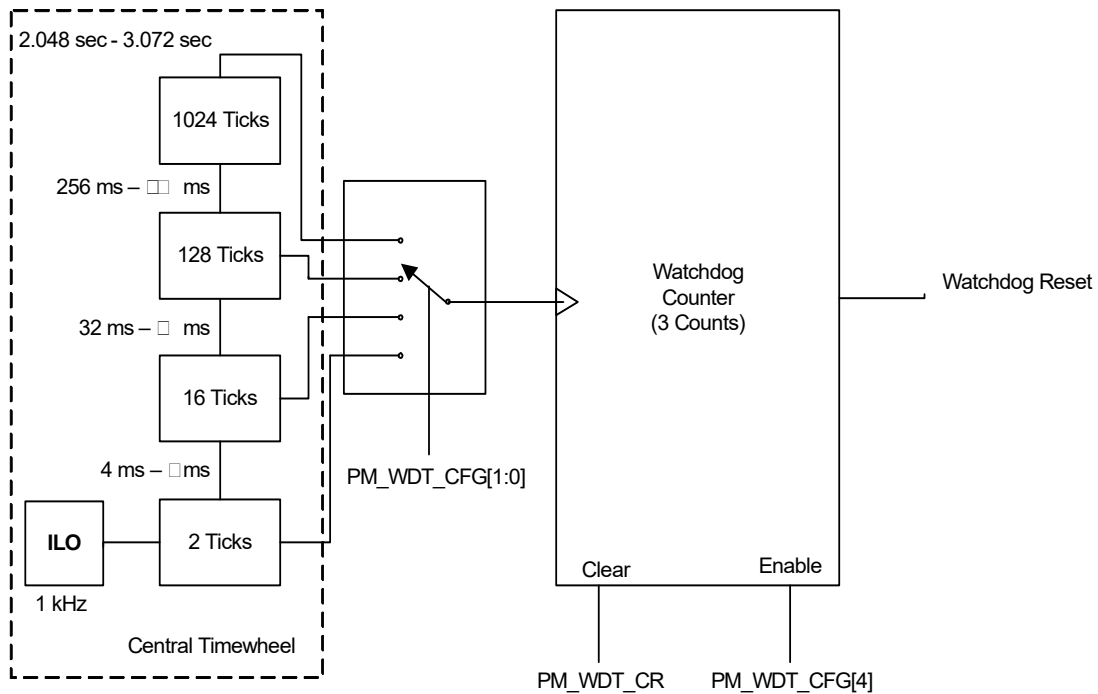 2.048 sec - 3.072 sec
1024 Ticks
256 ms – ms
128 Ticks
32 ms – ms
16 Ticks
4 ms – ms
2 Ticks
ILO
1 kHz
Central Timewheel
PM_WDT_CFG[1:0]
Watchdog
Counter
(3 Counts)
Clear
Enable
PM_WDT_CR
PM_WDT_CFG[4]
Watchdog Reset